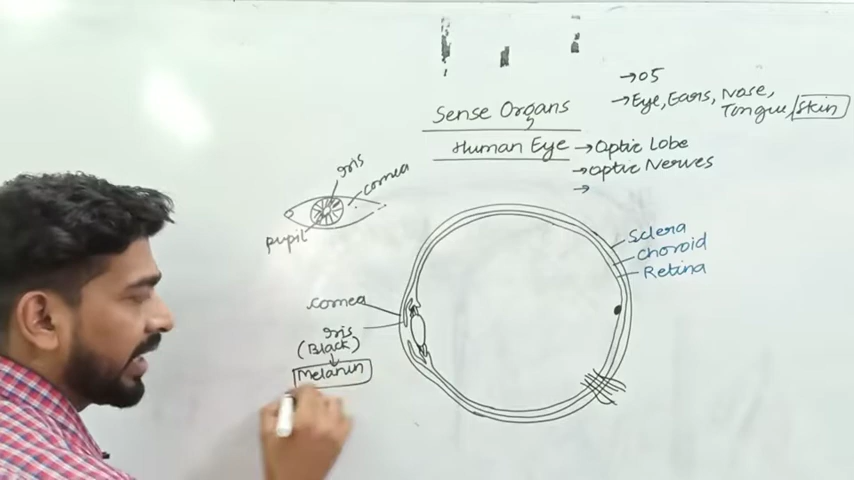 →05
→Eye, Ears, Nose,
Tongue, Skin
Sense Organs
Human Eye →Optic Lobe
→Optic Nerves
→
iris
cornea
pupil
Sclera
Choroid
Retina
Cornea
iris
(Black)
Melanin